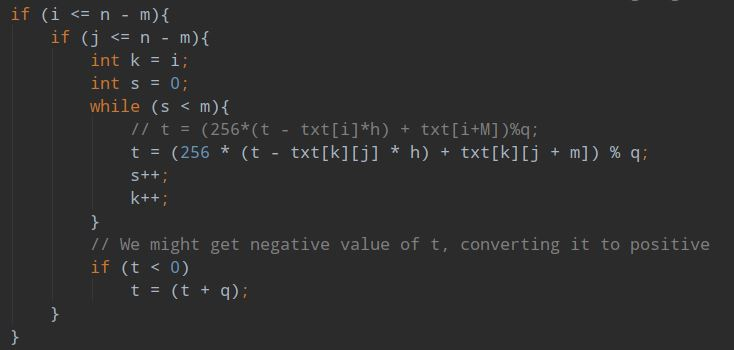 if (i <= n - m){
    if (j <= n - m){
        int k = i;
        int s = 0;
        while (s < m){
            // t = (256*(t - txt[i]*h) + txt[i+M])%q;
            t = (256 * (t - txt[k][j] * h) + txt[k][j + m]) % q;
            s++;
            k++;
        }
        // We might get negative value of t, converting it to positive
        if (t < 0)
            t = (t + q);
    }
}